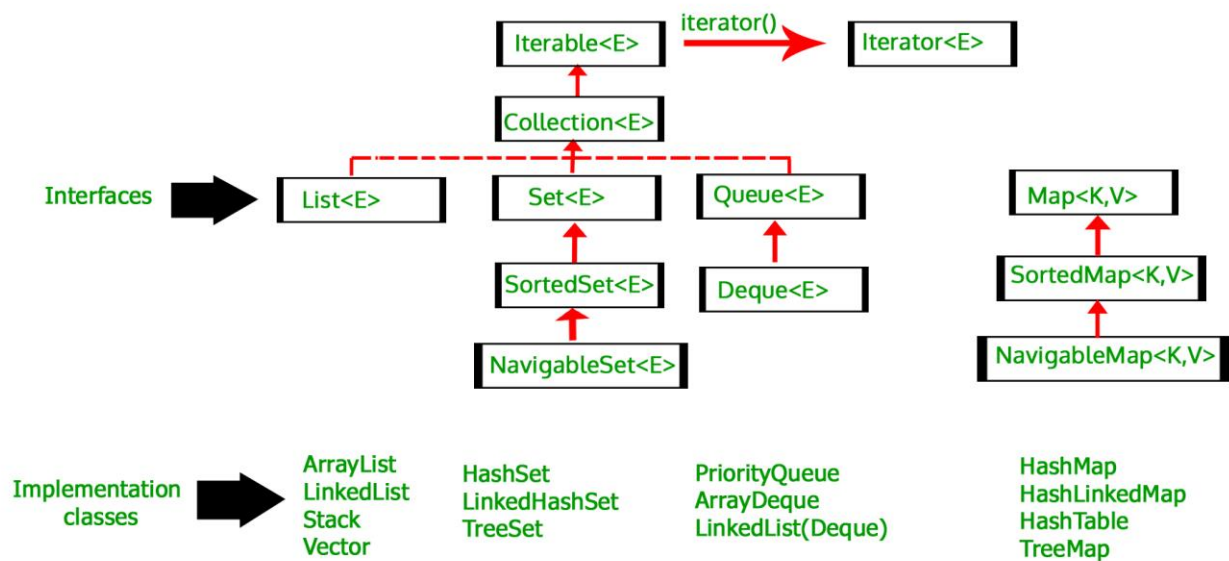 iterator()
Iterable<E>
Iterator<E>
Collection<E>
Interfaces
List<E>
Set<E>
Queue<E>
Map<K,V>
SortedSet<E>
Deque<E>
SortedMap<K,V>
NavigableSet<E>
NavigableMap<K,V>
Implementation
classes
ArrayList
LinkedList
Stack
Vector
HashSet
LinkedHashSet
TreeSet
PriorityQueue
ArrayDeque
LinkedList(Deque)
HashMap
HashLinkedMap
HashTable
TreeMap